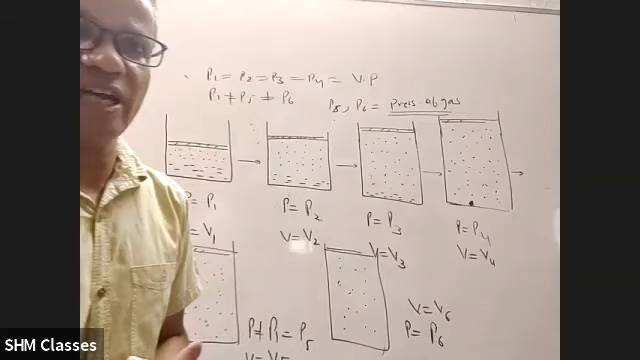 P₁ = P₂ = P₃ = P₄ = V.P
P₁ ≠ P₅ ≠ P₆
P₅, P₆ = Press of gas
P = P₁
= V₁
P = P₂
V = V₂
P = P₃
V = V₃
P = P₄
V = V₄
P ≠ P₁ = P₅
V = V₅
V = V₆
P = P₆
SHM Classes